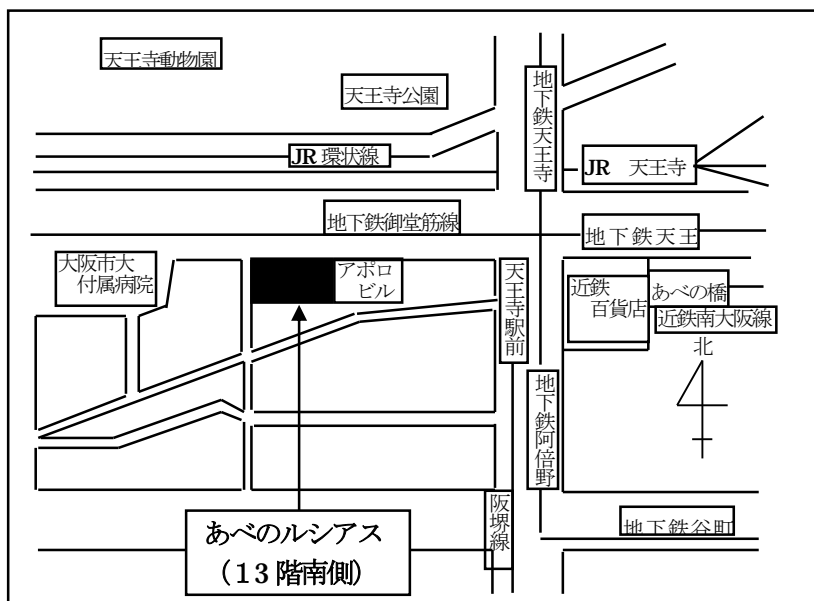 天王寺動物園
天王寺公園
地下鉄天王寺
JR 環状線
JR 天王寺
地下鉄御堂筋線
地下鉄天王
大阪市大
付属病院
アポロ
ビル
天王寺駅前
近鉄
百貨店
あべの橋
近鉄南大阪線
北
地下鉄阿倍野
阪堺線
地下鉄谷町
あべのルシアス
(13階南側)